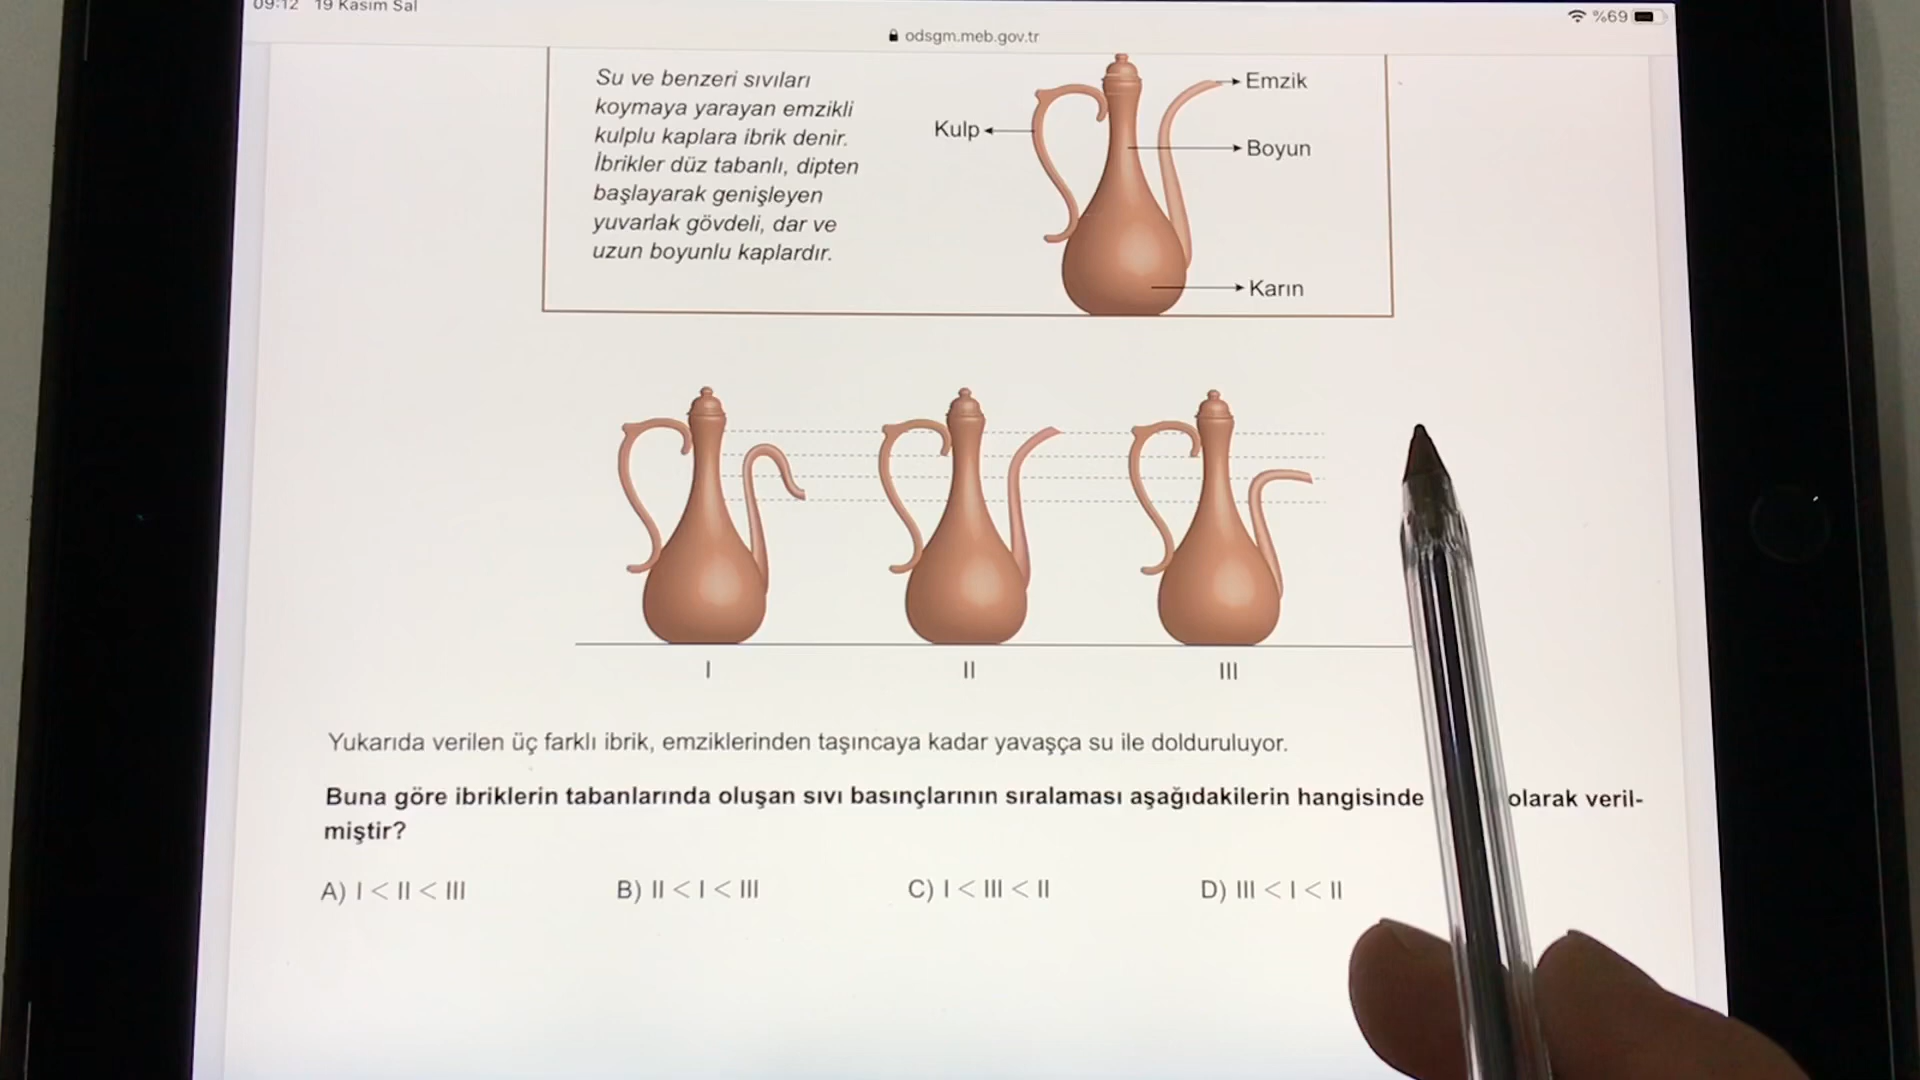 09:12 19 Kasım Sal
%69
odsgm.meb.gov.tr
Su ve benzeri sıvıları
koymaya yarayan emzikli
kulplu kaplara ibrik denir.
İbrikler düz tabanlı, dipten
başlayarak genişleyen
yuvarlak gövdeli, dar ve
uzun boyunlu kaplardır.
Kulp
Emzik
Boyun
Karın
I
II
III
Yukarıda verilen üç farklı ibrik, emziklerinden taşıncaya kadar yavaşça su ile dolduruluyor.
Buna göre ibriklerin tabanlarında oluşan sıvı basınçlarının sıralaması aşağıdakilerin hangisinde olarak veril-
miştir?
A) I < II < III
B) II < I < III
C) I < III < II
D) III < I < II